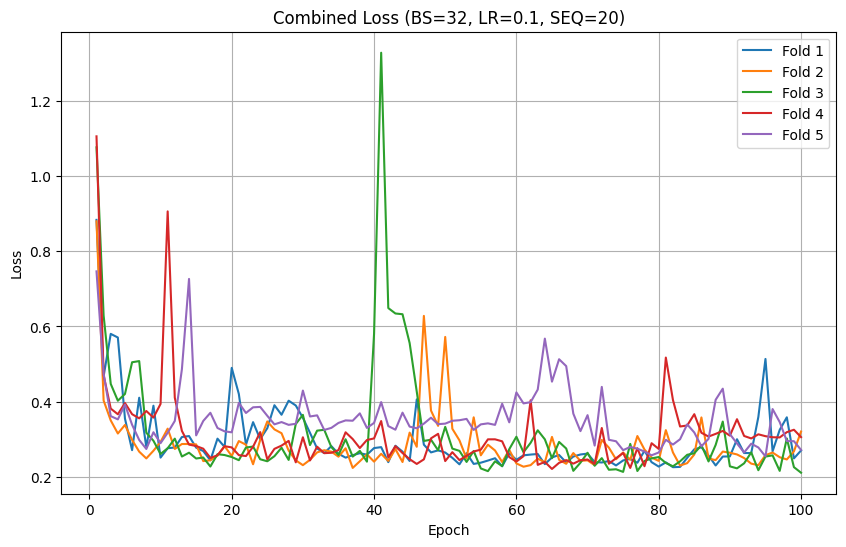 Combined Loss (BS=32, LR=0.1, SEQ=20)
Fold 1
Fold 2
Fold 3
Fold 4
Fold 5
Loss
1.2
1.0
0.8
0.6
0.4
0.2
0 20 40 60 80 100
Epoch